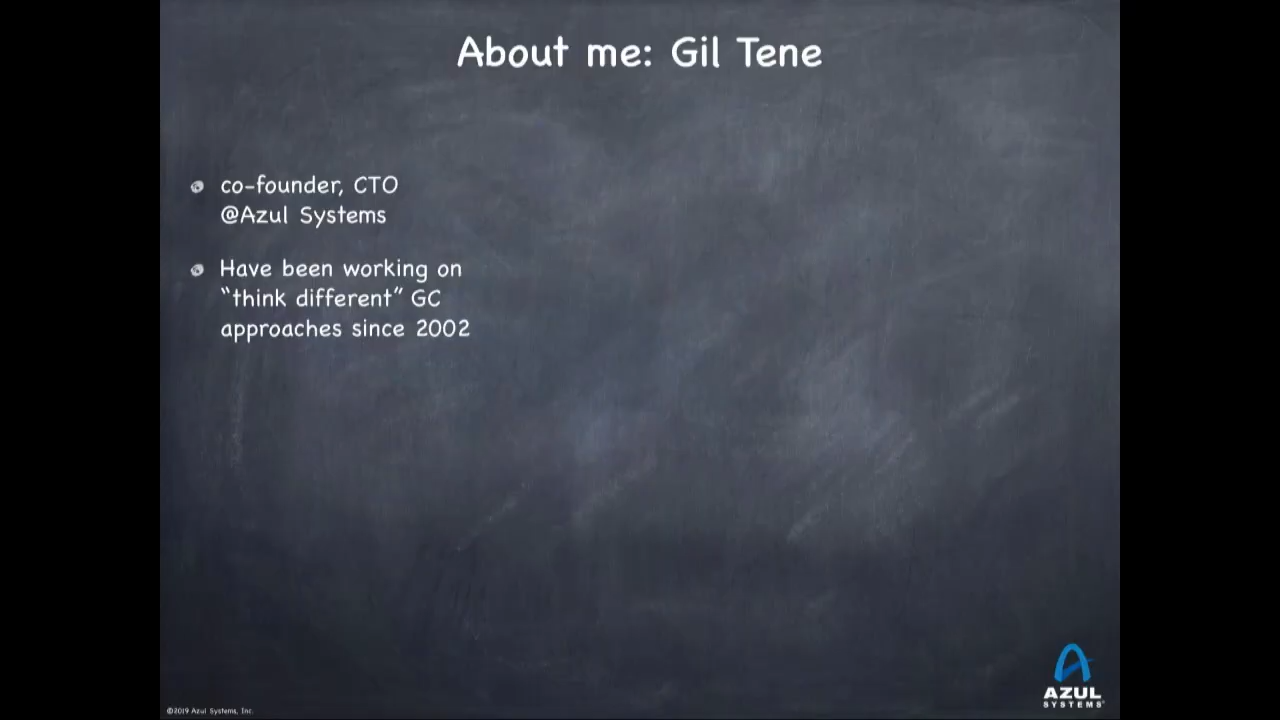 About me: Gil Tene
co-founder, CTO
@Azul Systems
Have been working on
“think different” GC
approaches since 2002
©2019 Azul Systems, Inc.
AZUL
SYSTEMS